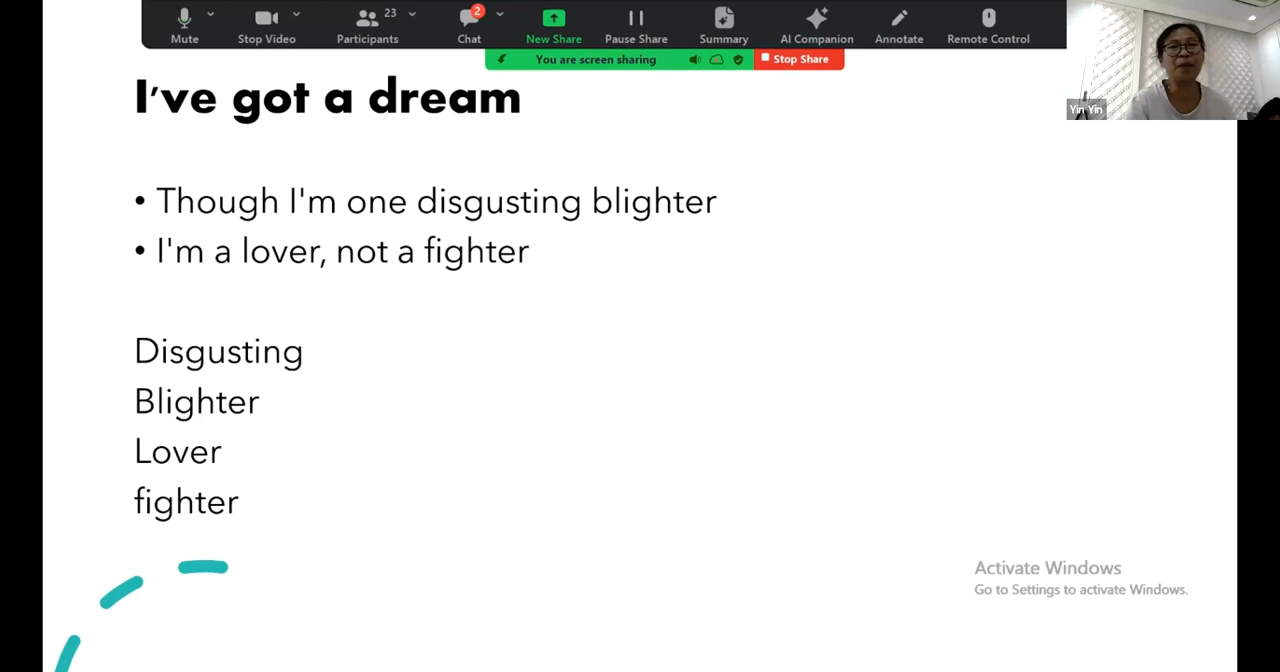 23
2
Mute
Stop Video
Participants
Chat
New Share
Pause Share
Summary
AI Companion
Annotate
Remote Control
You are screen sharing
Stop Share
Yin Yin
I've got a dream
• Though I'm one disgusting blighter
• I'm a lover, not a fighter
Disgusting
Blighter
Lover
fighter
Activate Windows
Go to Settings to activate Windows.